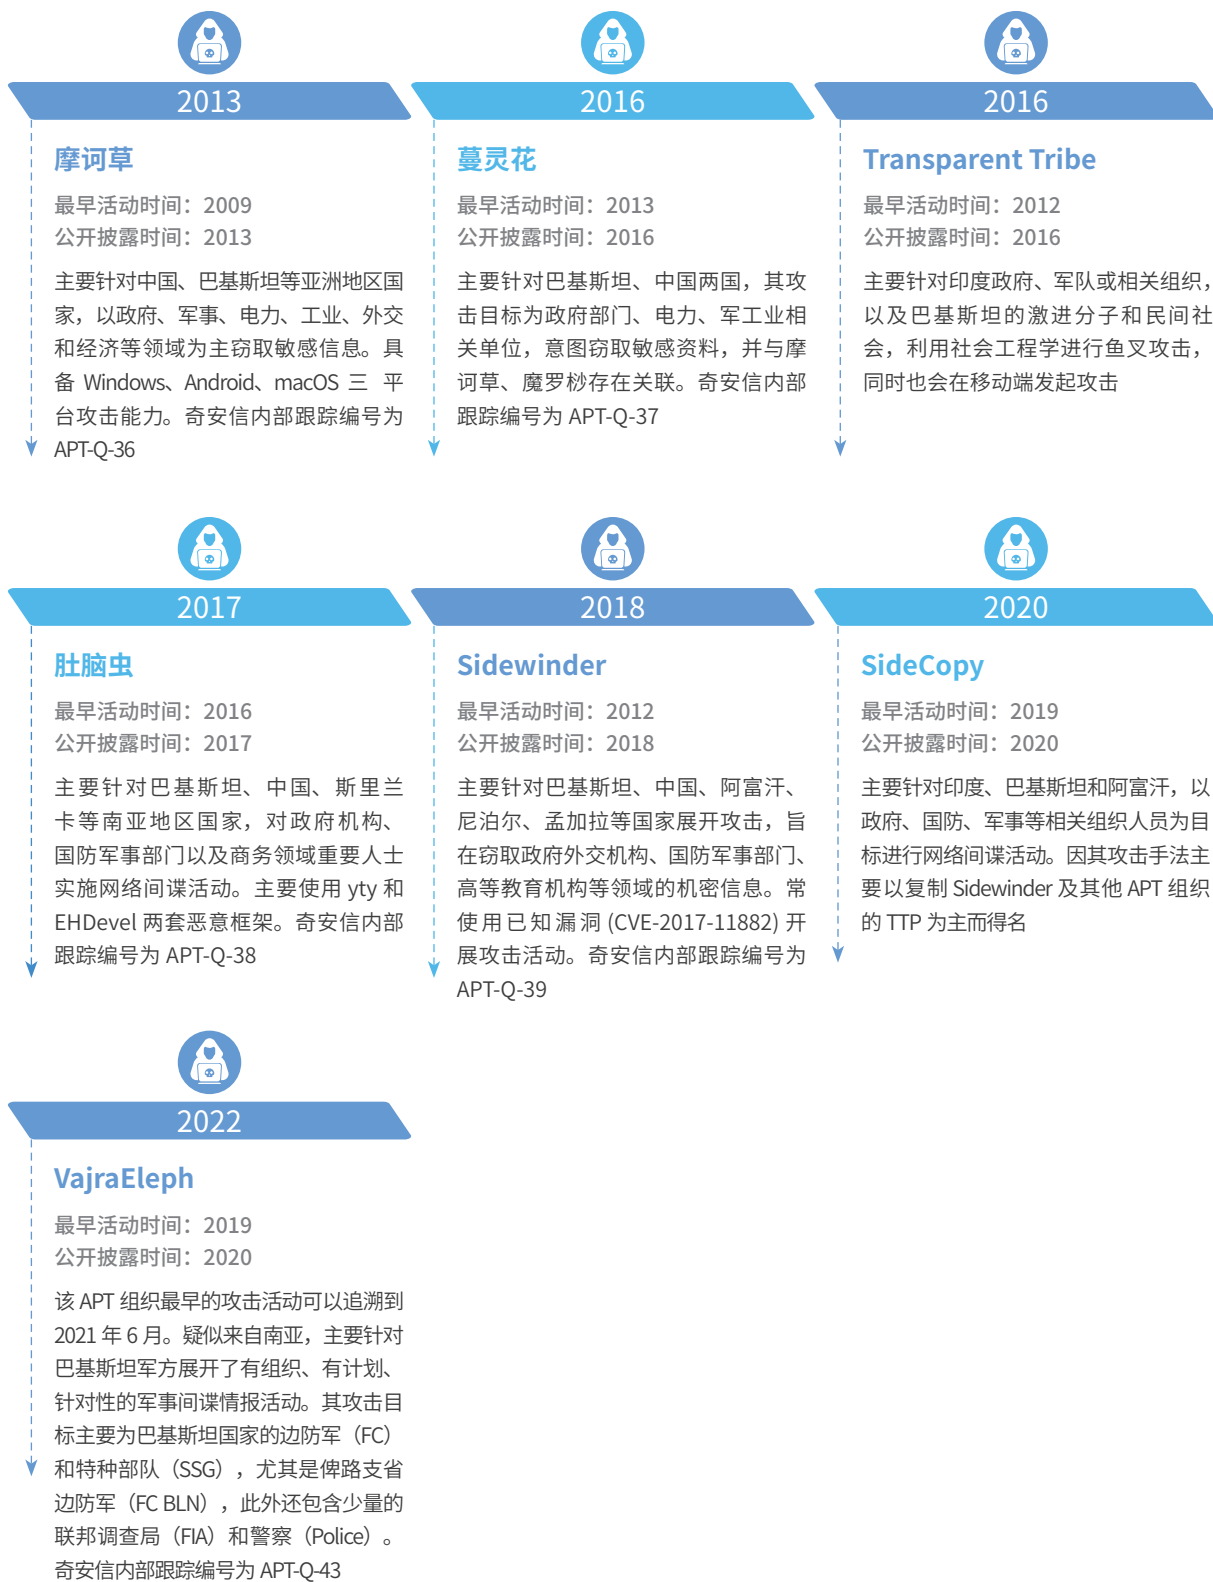 2013
摩诃草
最早活动时间：2009
公开披露时间：2013
主要针对中国、巴基斯坦等亚洲地区国
家，以政府、军事、电力、工业、外交
和经济等领域为主窃取敏感信息。具
备 Windows、Android、macOS 三 平
台攻击能力。奇安信内部跟踪编号为
APT-Q-36
2016
蔓灵花
最早活动时间：2013
公开披露时间：2016
主要针对巴基斯坦、中国两国，其攻
击目标为政府部门、电力、军工业相
关单位，意图窃取敏感资料，并与摩
诃草、魔罗桫存在关联。奇安信内部
跟踪编号为 APT-Q-37
2016
Transparent Tribe
最早活动时间：2012
公开披露时间：2016
主要针对印度政府、军队或相关组织，
以及巴基斯坦的激进分子和民间社
会，利用社会工程学进行鱼叉攻击，
同时也会在移动端发起攻击
2017
肚脑虫
最早活动时间：2016
公开披露时间：2017
主要针对巴基斯坦、中国、斯里兰
卡等南亚地区国家，对政府机构、
国防军事部门以及商务领域重要人士
实施网络间谍活动。主要使用 yty 和
EHDevel 两套恶意框架。奇安信内部
跟踪编号为 APT-Q-38
2018
Sidewinder
最早活动时间：2012
公开披露时间：2018
主要针对巴基斯坦、中国、阿富汗、
尼泊尔、孟加拉等国家展开攻击，旨
在窃取政府外交机构、国防军事部门、
高等教育机构等领域的机密信息。常
使用已知漏洞 (CVE-2017-11882) 开
展攻击活动。奇安信内部跟踪编号为
APT-Q-39
2020
SideCopy
最早活动时间：2019
公开披露时间：2020
主要针对印度、巴基斯坦和阿富汗，以
政府、国防、军事等相关组织人员为目
标进行网络间谍活动。因其攻击手法主
要以复制 Sidewinder 及其他 APT 组织
的 TTP 为主而得名
2022
VajraEleph
最早活动时间：2019
公开披露时间：2020
该 APT 组织最早的攻击活动可以追溯到
2021 年 6 月。疑似来自南亚，主要针对
巴基斯坦军方展开了有组织、有计划、
针对性的军事间谍情报活动。其攻击目
标主要为巴基斯坦国家的边防军（FC）
和特种部队（SSG），尤其是俾路支省
边防军（FC BLN），此外还包含少量的
联邦调查局（FIA）和警察（Police）。
奇安信内部跟踪编号为 APT-Q-43